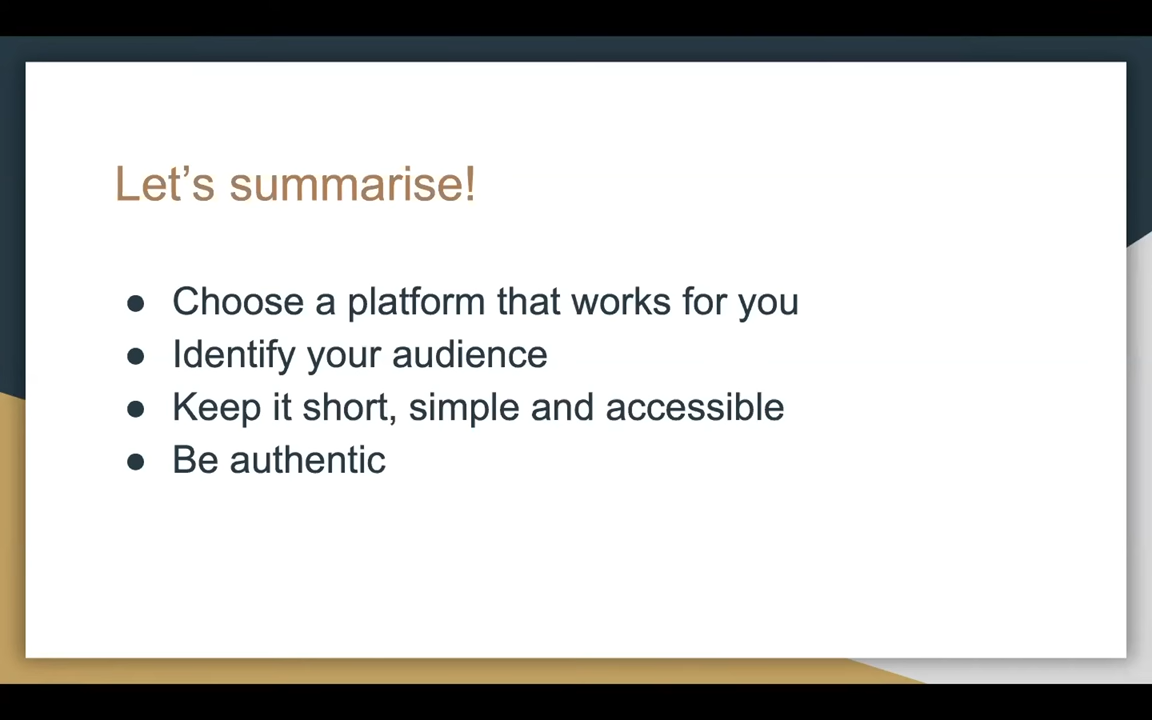 Let’s summarise!
● Choose a platform that works for you
● Identify your audience
● Keep it short, simple and accessible
● Be authentic